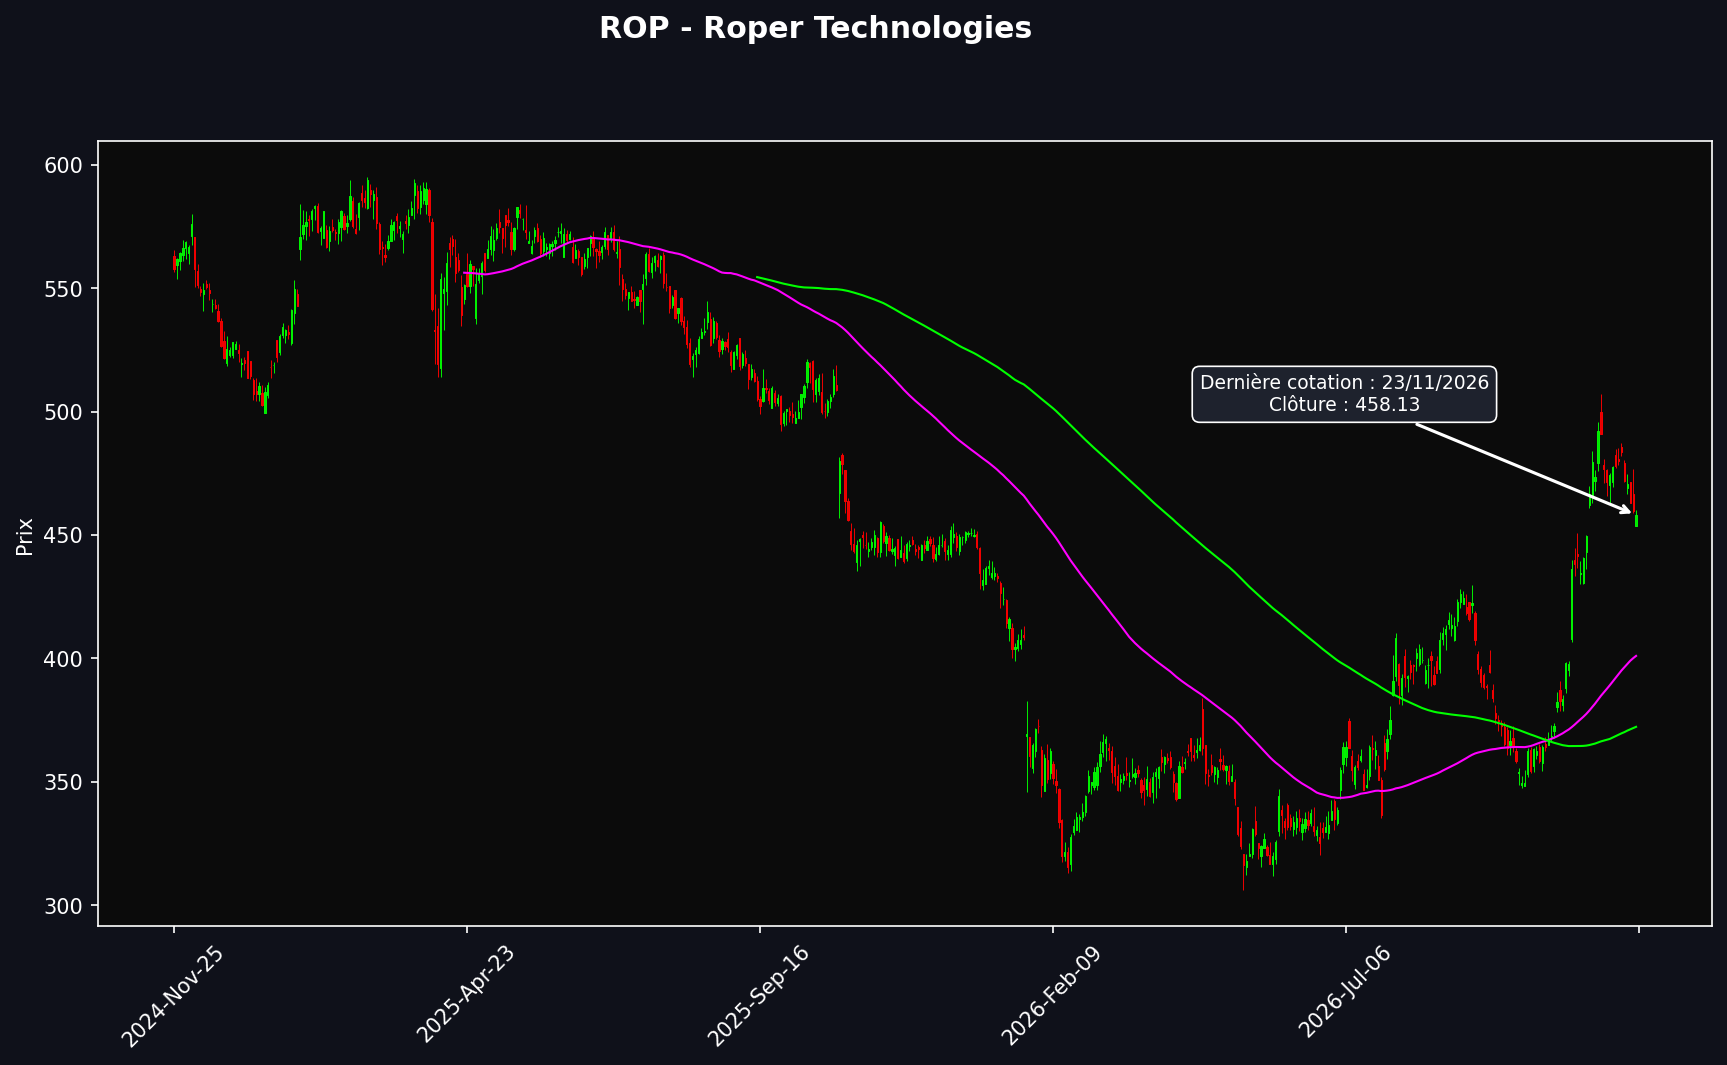 ROP - Roper Technologies
Prix
600
550
500
450
400
350
300
Dernière cotation : 23/11/2026
Clôture : 458.13
2024-Nov-25
2025-Apr-23
2025-Sep-16
2026-Feb-09
2026-Jul-06